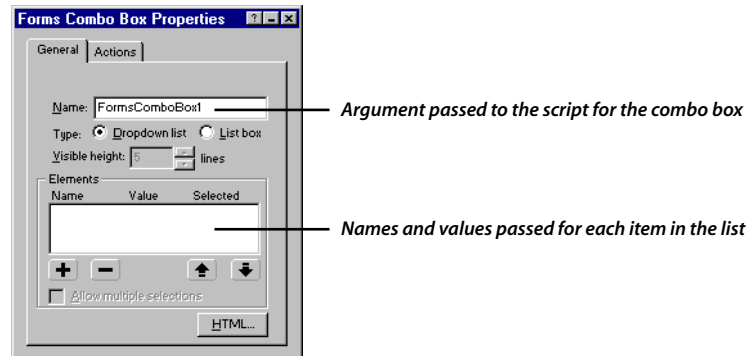 Forms Combo Box Properties
General Actions
Name: FormsComboBox1
Argument passed to the script for the combo box
Type: Dropdown list List box
Visible height: 5 lines
Elements
Name Value Selected
Names and values passed for each item in the list
Allow multiple selections
HTML...